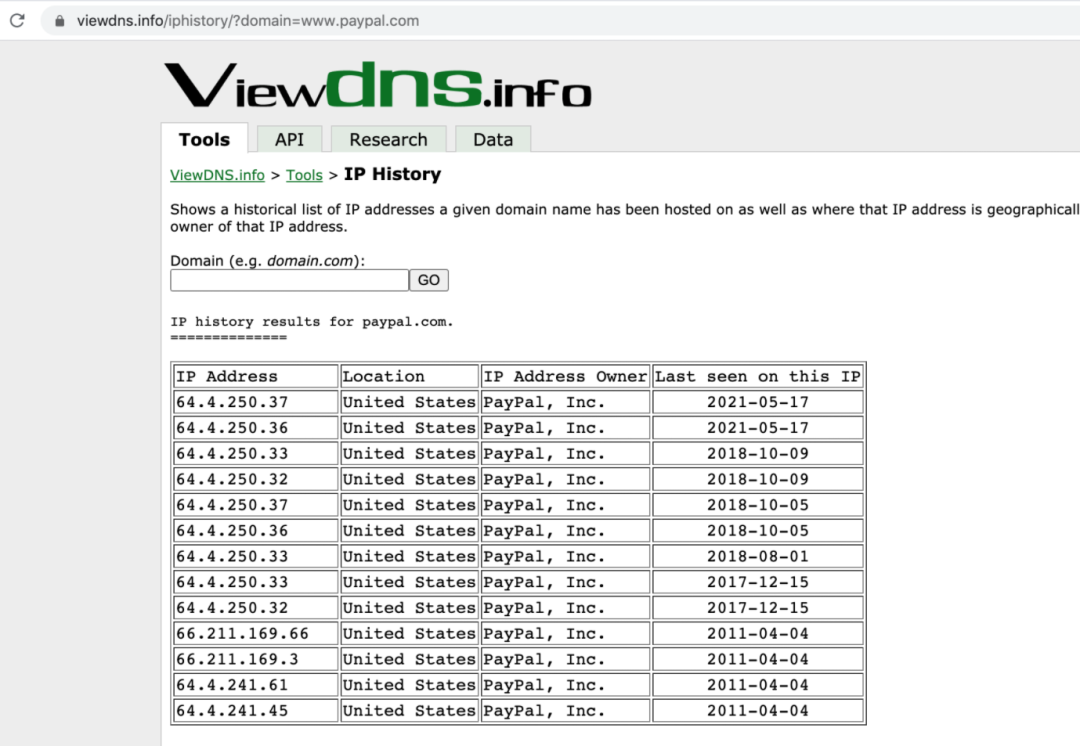 viewdns.info/iphistory/?domain=www.paypal.com
Viewdns.info
Tools API Research Data
ViewDNS.info > Tools > IP History
Shows a historical list of IP addresses a given domain name has been hosted on as well as where that IP address is geographicall
owner of that IP address.
Domain (e.g. domain.com):
GO
IP history results for paypal.com.
==============
IP Address Location IP Address Owner Last seen on this IP
64.4.250.37 United States PayPal, Inc. 2021-05-17
64.4.250.36 United States PayPal, Inc. 2021-05-17
64.4.250.33 United States PayPal, Inc. 2018-10-09
64.4.250.32 United States PayPal, Inc. 2018-10-09
64.4.250.37 United States PayPal, Inc. 2018-10-05
64.4.250.36 United States PayPal, Inc. 2018-10-05
64.4.250.33 United States PayPal, Inc. 2018-08-01
64.4.250.33 United States PayPal, Inc. 2017-12-15
64.4.250.32 United States PayPal, Inc. 2017-12-15
66.211.169.66 United States PayPal, Inc. 2011-04-04
66.211.169.3 United States PayPal, Inc. 2011-04-04
64.4.241.61 United States PayPal, Inc. 2011-04-04
64.4.241.45 United States PayPal, Inc. 2011-04-04